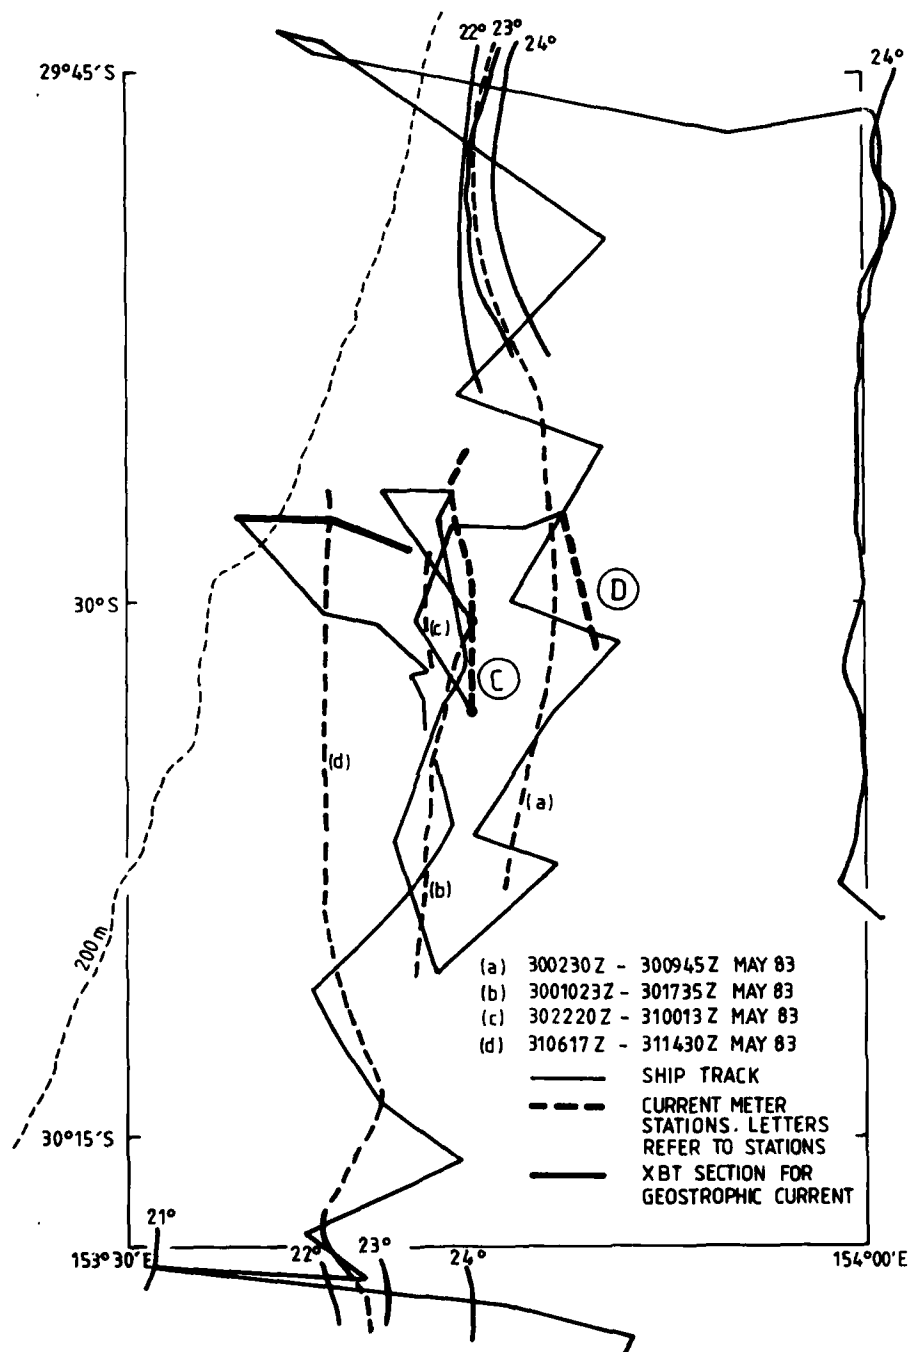 22° 23° 24°
29°45'S
24°
30°S
D
(c)
C
(d)
(a)
(b)
200m
(a) 300230Z - 300945Z MAY 83
(b) 3001023Z - 301735Z MAY 83
(c) 302220Z - 310013Z MAY 83
(d) 310617Z - 311430Z MAY 83
SHIP TRACK
CURRENT METER
STATIONS. LETTERS
REFER TO STATIONS
XBT SECTION FOR
GEOSTROPHIC CURRENT
30°15'S
21°
153°30'E
22° 23° 24°
154°00'E